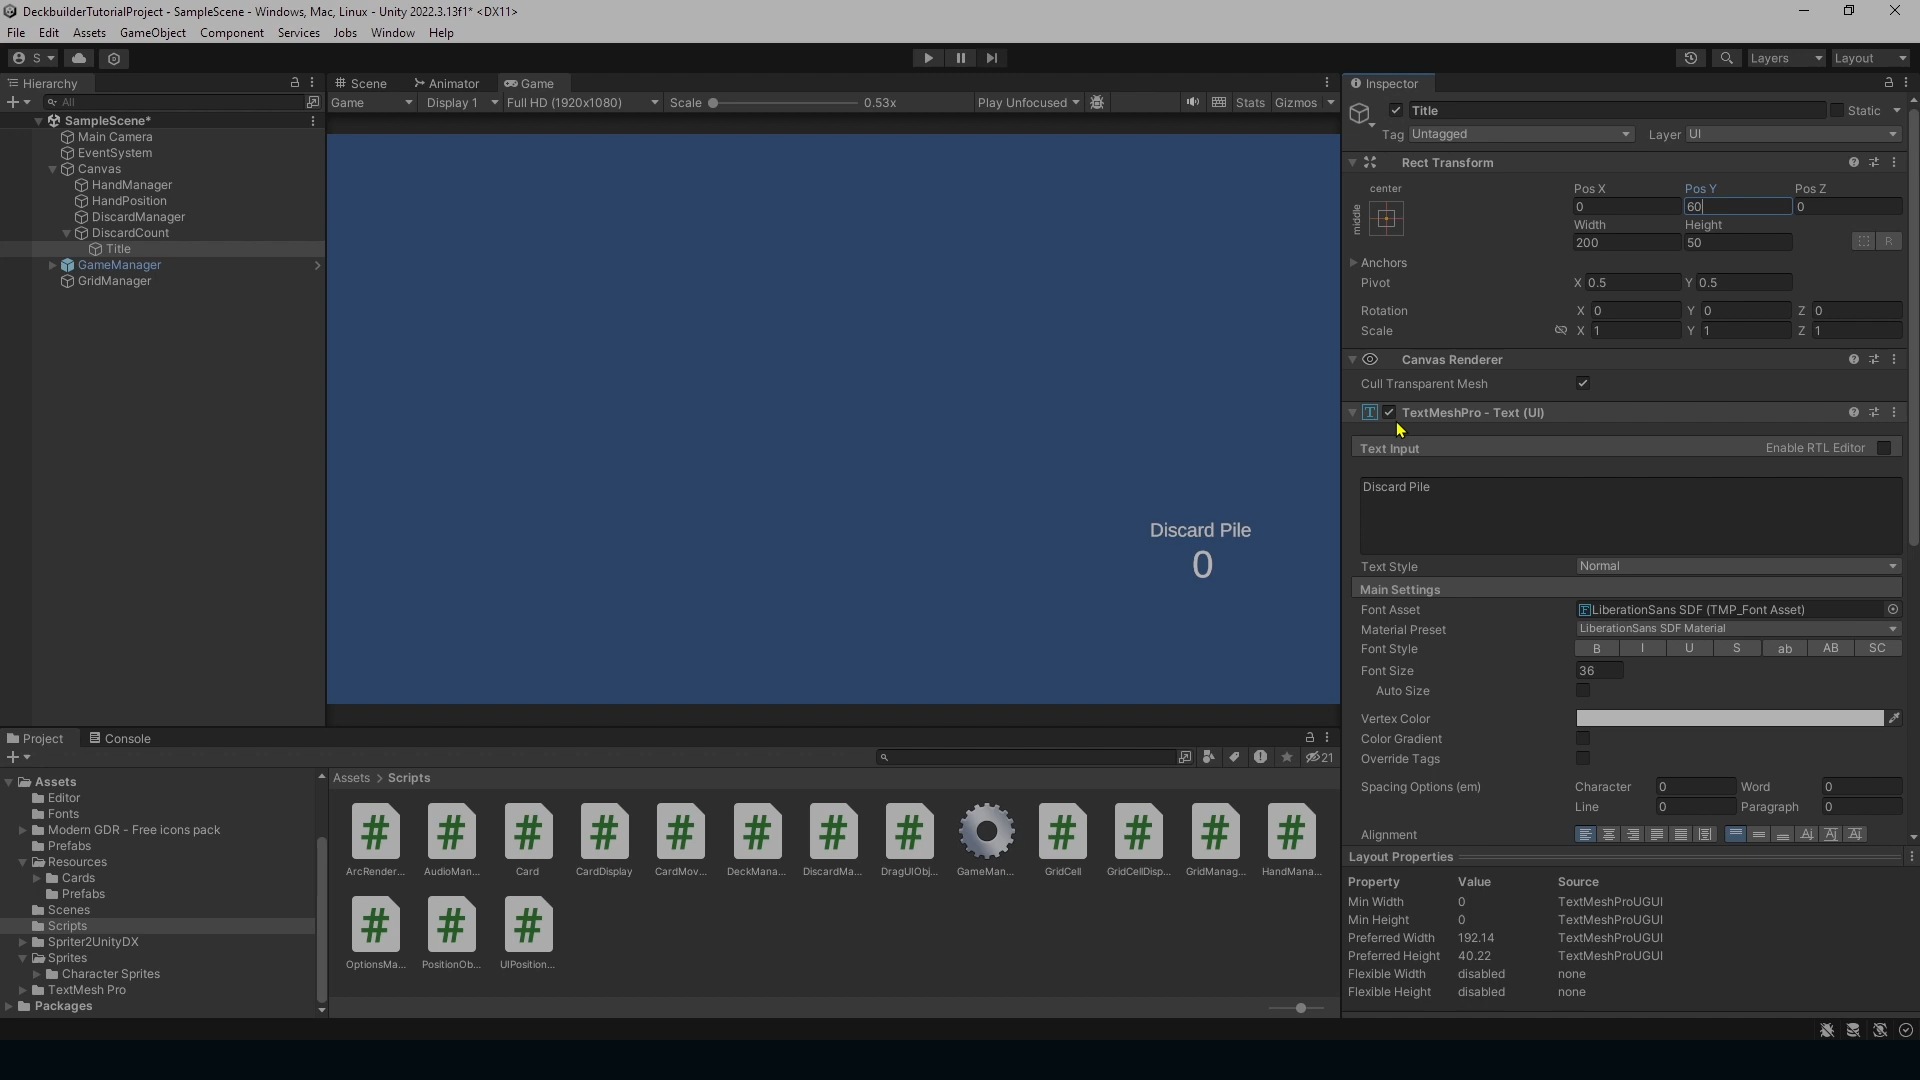 DeckbuilderTutorialProject - SampleScene - Windows, Mac, Linux - Unity 2022.3.13f1* <DX11>
File Edit Assets GameObject Component Services Jobs Window Help
S Layers Layout
Hierarchy
All
SampleScene*
Main Camera
EventSystem
Canvas
HandManager
HandPosition
DiscardManager
DiscardCount
Title
GameManager
GridManager
Scene Animator Game
Game Display 1 Full HD (1920x1080) Scale 0.53x Play Unfocused Stats Gizmos
Discard Pile
0
Inspector
Title Static
Tag Untagged Layer UI
Rect Transform
center
middle
Pos X Pos Y Pos Z
0 60 0
Width Height
200 50
R
Anchors
Pivot X 0.5 Y 0.5
Rotation X 0 Y 0 Z 0
Scale X 1 Y 1 Z 1
Canvas Renderer
Cull Transparent Mesh
TextMeshPro - Text (UI)
Text Input Enable RTL Editor
Discard Pile
Text Style Normal
Main Settings
Font Asset LiberationSans SDF (TMP_Font Asset)
Material Preset LiberationSans SDF Material
Font Style B I U S ab AB SC
Font Size 36
Auto Size
Vertex Color
Color Gradient
Override Tags
Spacing Options (em) Character 0 Word 0
Line 0 Paragraph 0
Alignment
Layout Properties
Property Value Source
Min Width 0 TextMeshProUGUI
Min Height 0 TextMeshProUGUI
Preferred Width 192.14 TextMeshProUGUI
Preferred Height 40.22 TextMeshProUGUI
Flexible Width disabled none
Flexible Height disabled none
Project Console
21
Assets
Editor
Fonts
Modern GDR - Free icons pack
Prefabs
Resources
Cards
Prefabs
Scenes
Scripts
Spriter2UnityDX
Sprites
Character Sprites
TextMesh Pro
Packages
Assets > Scripts
ArcRender... AudioMan... Card CardDisplay CardMov... DeckMana... DiscardMa... DragUIObj... GameMan... GridCell GridCellDisp... GridManag... HandMana...
OptionsMa... PositionOb... UIPosition...